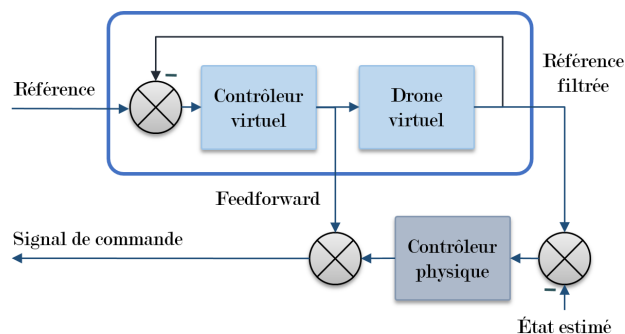 Référence
Contrôleur
virtuel
Drone
virtuel
Référence
filtrée
Feedforward
Signal de commande
Contrôleur
physique
État estimé